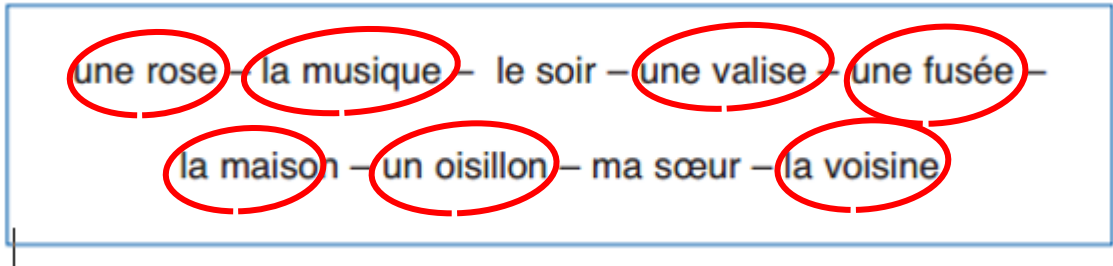 une rose – la musique – le soir – une valise – une fusée –
la maison – un oisillon – ma sœur – la voisine